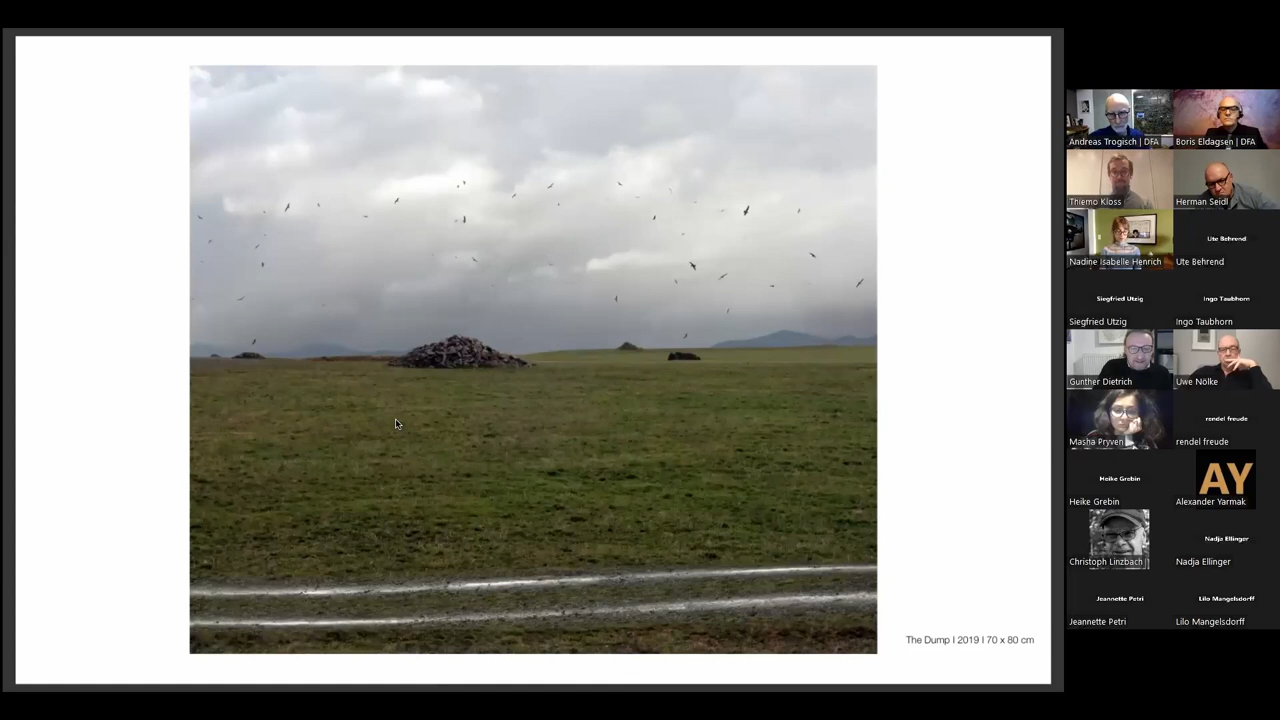 The Dump I 2019 I 70 x 80 cm
Andreas Trogisch | DFA
Boris Eldagsen | DFA
Thiemo Kloss
Herman Seidl
Nadine Isabelle Henrich
Ute Behrend
Ute Behrend
Siegfried Utzig
Siegfried Utzig
Ingo Taubhorn
Ingo Taubhorn
Gunther Dietrich
Uwe Nölke
Masha Pryven
rendel freude
rendel freude
Heike Grebin
Heike Grebin
AY
Alexander Yarmak
Christoph Linzbach
Nadja Ellinger
Nadja Ellinger
Jeannette Petri
Jeannette Petri
Lilo Mangelsdorff
Lilo Mangelsdorff